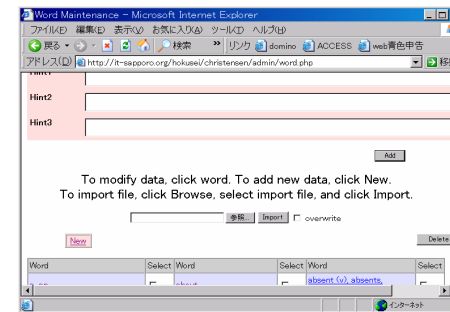 Word Maintenance - Microsoft Internet Explorer
ファイル(F) 編集(E) 表示(V) お気に入り(A) ツール(T) ヘルプ(H)
戻る 検索 » リンク domino ACCESS web青色申告
アドレス(D) http://it-sapporo.org/hokusei/christensen/admin/word.php 移
Hint1
Hint2
Hint3
Add
To modify data, click word. To add new data, click New.
To import file, click Browse, select import file, and click Import.
参照... Import overwrite
New Delete
Word Select Word Select Word Select
about absent (v), absents,
インターネット